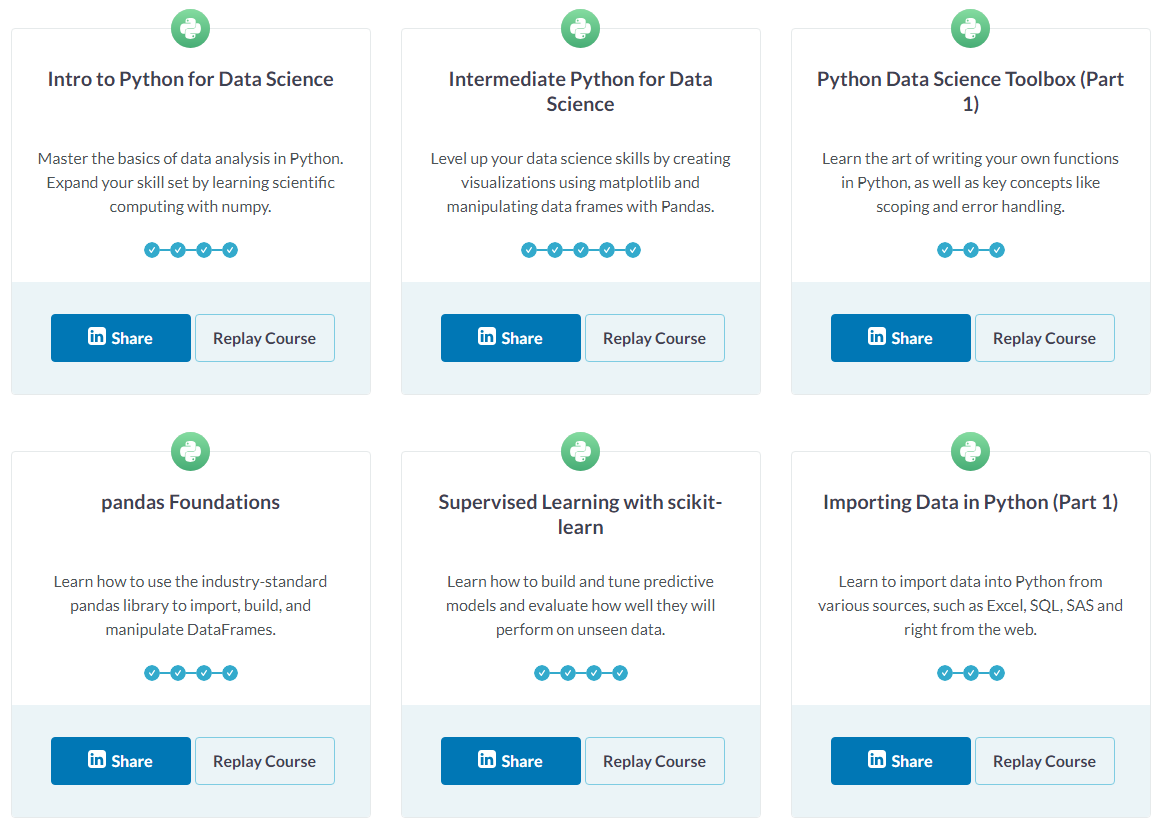 Intro to Python for Data Science
Master the basics of data analysis in Python.
Expand your skill set by learning scientific
computing with numpy.
Share
Replay Course
Intermediate Python for Data
Science
Level up your data science skills by creating
visualizations using matplotlib and
manipulating data frames with Pandas.
Share
Replay Course
Python Data Science Toolbox (Part
1)
Learn the art of writing your own functions
in Python, as well as key concepts like
scoping and error handling.
Share
Replay Course
pandas Foundations
Learn how to use the industry-standard
pandas library to import, build, and
manipulate DataFrames.
Share
Replay Course
Supervised Learning with scikit-
learn
Learn how to build and tune predictive
models and evaluate how well they will
perform on unseen data.
Share
Replay Course
Importing Data in Python (Part 1)
Learn to import data into Python from
various sources, such as Excel, SQL, SAS and
right from the web.
Share
Replay Course